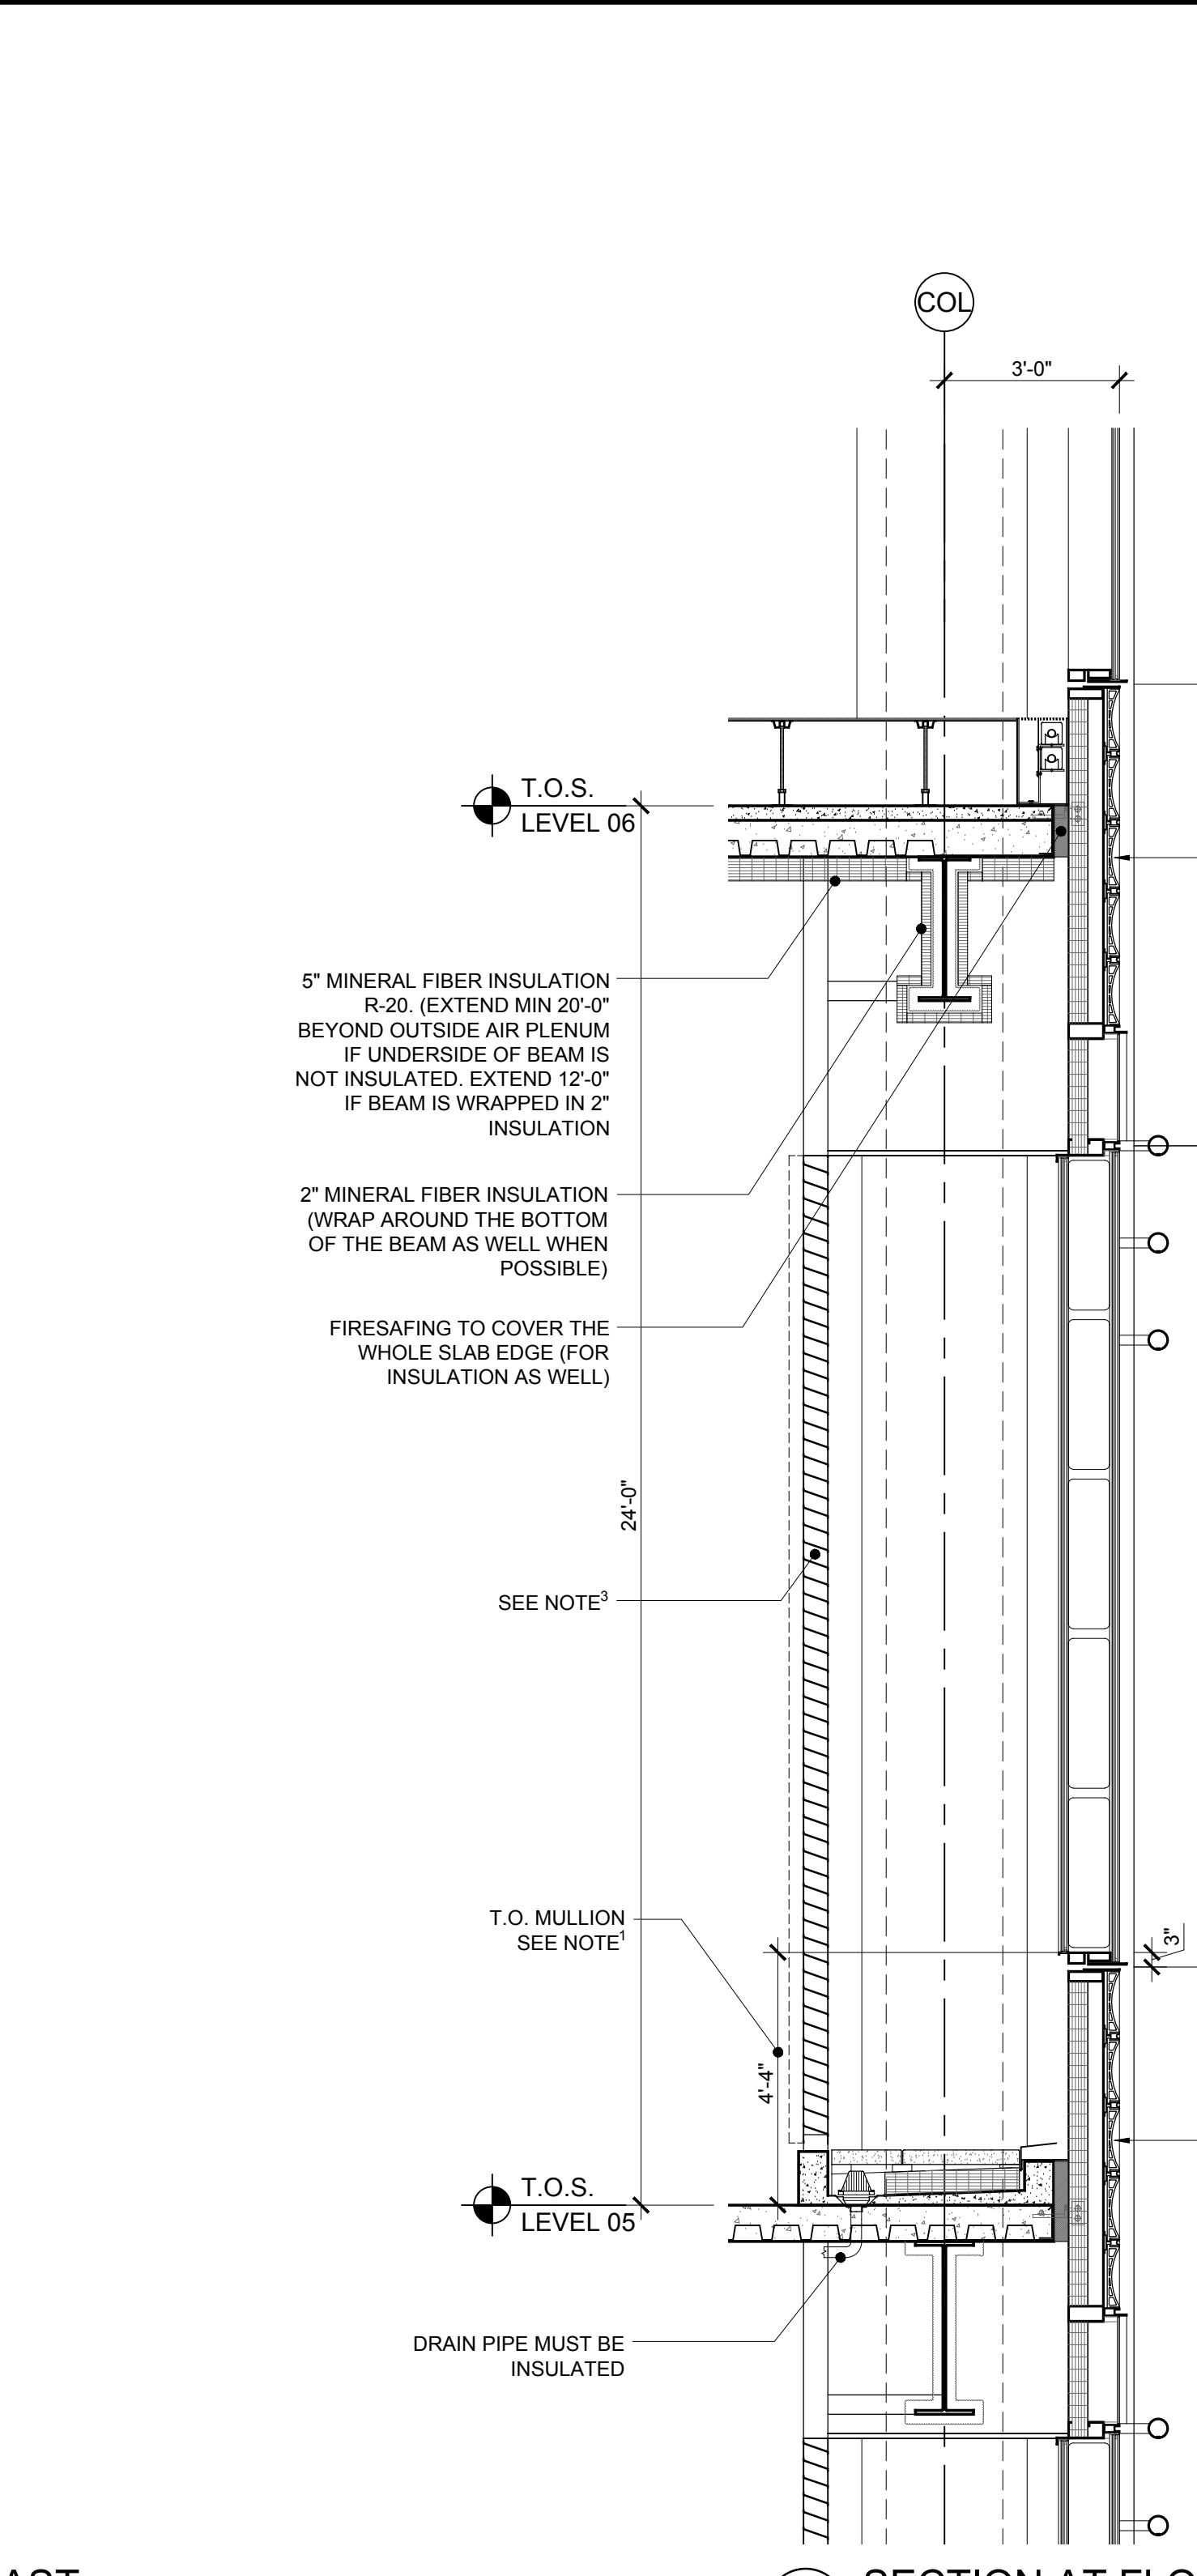 COL
3'-0"
T.O.S.
LEVEL 06
5" MINERAL FIBER INSULATION
R-20. (EXTEND MIN 20'-0"
BEYOND OUTSIDE AIR PLENUM
IF UNDERSIDE OF BEAM IS
NOT INSULATED. EXTEND 12'-0"
IF BEAM IS WRAPPED IN 2"
INSULATION
2" MINERAL FIBER INSULATION
(WRAP AROUND THE BOTTOM
OF THE BEAM AS WELL WHEN
POSSIBLE)
FIRESAFING TO COVER THE
WHOLE SLAB EDGE (FOR
INSULATION AS WELL)
24'-0"
SEE NOTE³
T.O. MULLION
SEE NOTE¹
3"
4'-4"
T.O.S.
LEVEL 05
DRAIN PIPE MUST BE
INSULATED